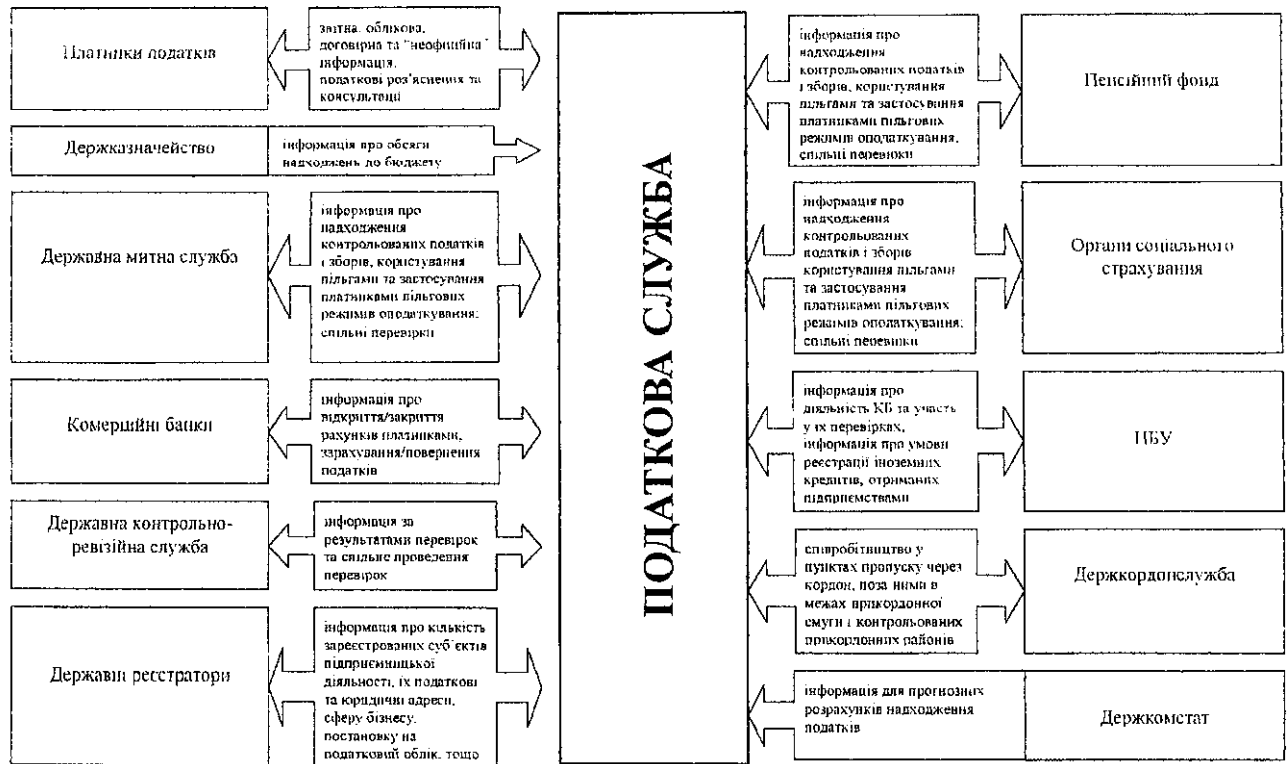 Платники податків
звітна, облікова,
договірна та "неофіційна"
інформація,
податкові роз'яснення та
консультації
Держказначейство
інформація про обсяги
надходжень до бюджету
Державна митна служба
інформація про
надходження
контрольованих податків
і зборів, користування
пільгами та застосування
платниками пільгових
режимів оподаткування;
спільні перевірки
Комерційні банки
інформація про
відкриття/закриття
рахунків платниками,
зарахування/повернення
податків
Державна контрольно-
ревізійна служба
інформація за
результатами перевірок
та спільне проведення
перевірок
Державні реєстратори
інформація про кількість
зареєстрованих суб'єктів
підприємницької
діяльності, їх податкові
та юридичні адреси,
сферу бізнесу,
постановку на
податковий облік, тощо
ПОДАТКОВА СЛУЖБА
інформація про
надходження
контрольованих податків
і зборів, користування
пільгами та застосування
платниками пільгових
режимів оподаткування;
спільні перевірки
Пенсійний фонд
інформація про
надходження
контрольованих
податків і зборів
користування пільгами
та застосування
платниками пільгових
режимів оподаткування;
спільні перевірки
Органи соціального
страхування
інформація про
діяльність КБ та участь
у їх перевірках,
інформація про умови
реєстрації іноземних
кредитів, отриманих
підприємствами
НБУ
співробітництво у
пунктах пропуску через
кордон, поза ними в
межах прикордонної
смуги і контрольованих
прикордонних районів
Держкордонслужба
інформація для прогнозних
розрахунків надходження
податків
Держкомстат